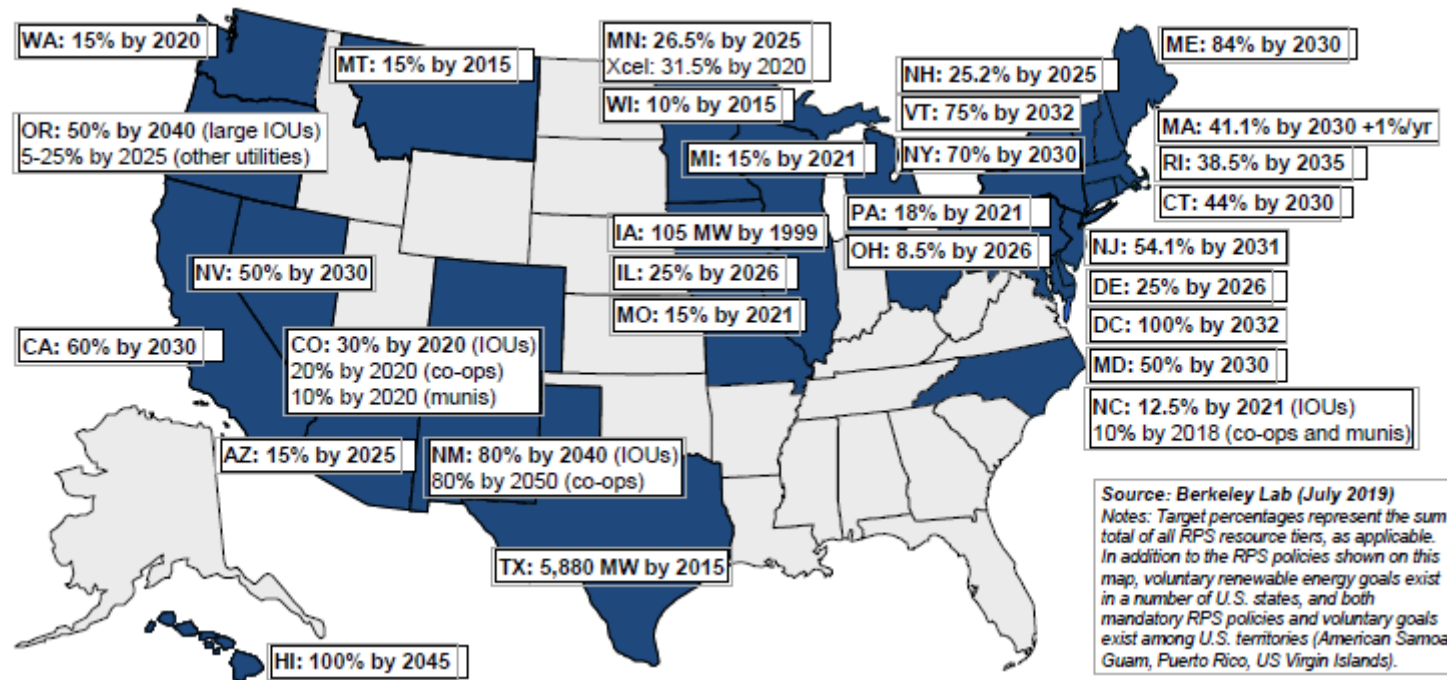 WA: 15% by 2020
MT: 15% by 2015
MN: 26.5% by 2025
Xcel: 31.5% by 2020
ME: 84% by 2030
NH: 25.2% by 2025
WI: 10% by 2015
VT: 75% by 2032
OR: 50% by 2040 (large IOUs)
5-25% by 2025 (other utilities)
MA: 41.1% by 2030 +1%/yr
MI: 15% by 2021
NY: 70% by 2030
RI: 38.5% by 2035
CT: 44% by 2030
PA: 18% by 2021
IA: 105 MW by 1999
OH: 8.5% by 2026
NJ: 54.1% by 2031
NV: 50% by 2030
IL: 25% by 2026
DE: 25% by 2026
MO: 15% by 2021
DC: 100% by 2032
CA: 60% by 2030
CO: 30% by 2020 (IOUs)
20% by 2020 (co-ops)
10% by 2020 (munis)
MD: 50% by 2030
NC: 12.5% by 2021 (IOUs)
10% by 2018 (co-ops and munis)
AZ: 15% by 2025
NM: 80% by 2040 (IOUs)
80% by 2050 (co-ops)
TX: 5,880 MW by 2015
HI: 100% by 2045
Source: Berkeley Lab (July 2019)
Notes: Target percentages represent the sum
total of all RPS resource tiers, as applicable.
In addition to the RPS policies shown on this
map, voluntary renewable energy goals exist
in a number of U.S. states, and both
mandatory RPS policies and voluntary goals
exist among U.S. territories (American Samoa,
Guam, Puerto Rico, US Virgin Islands).